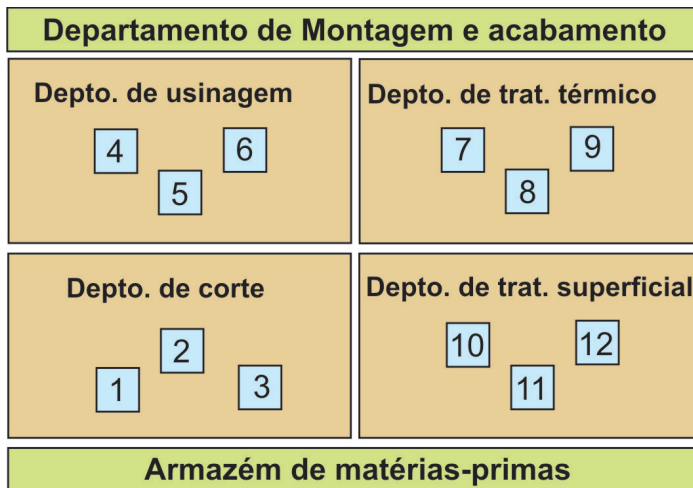 Departamento de Montagem e acabamento
Depto. de usinagem
4
6
5
Depto. de trat. térmico
7
9
8
Depto. de corte
2
1
3
Depto. de trat. superficial
10
12
11
Armazém de matérias-primas